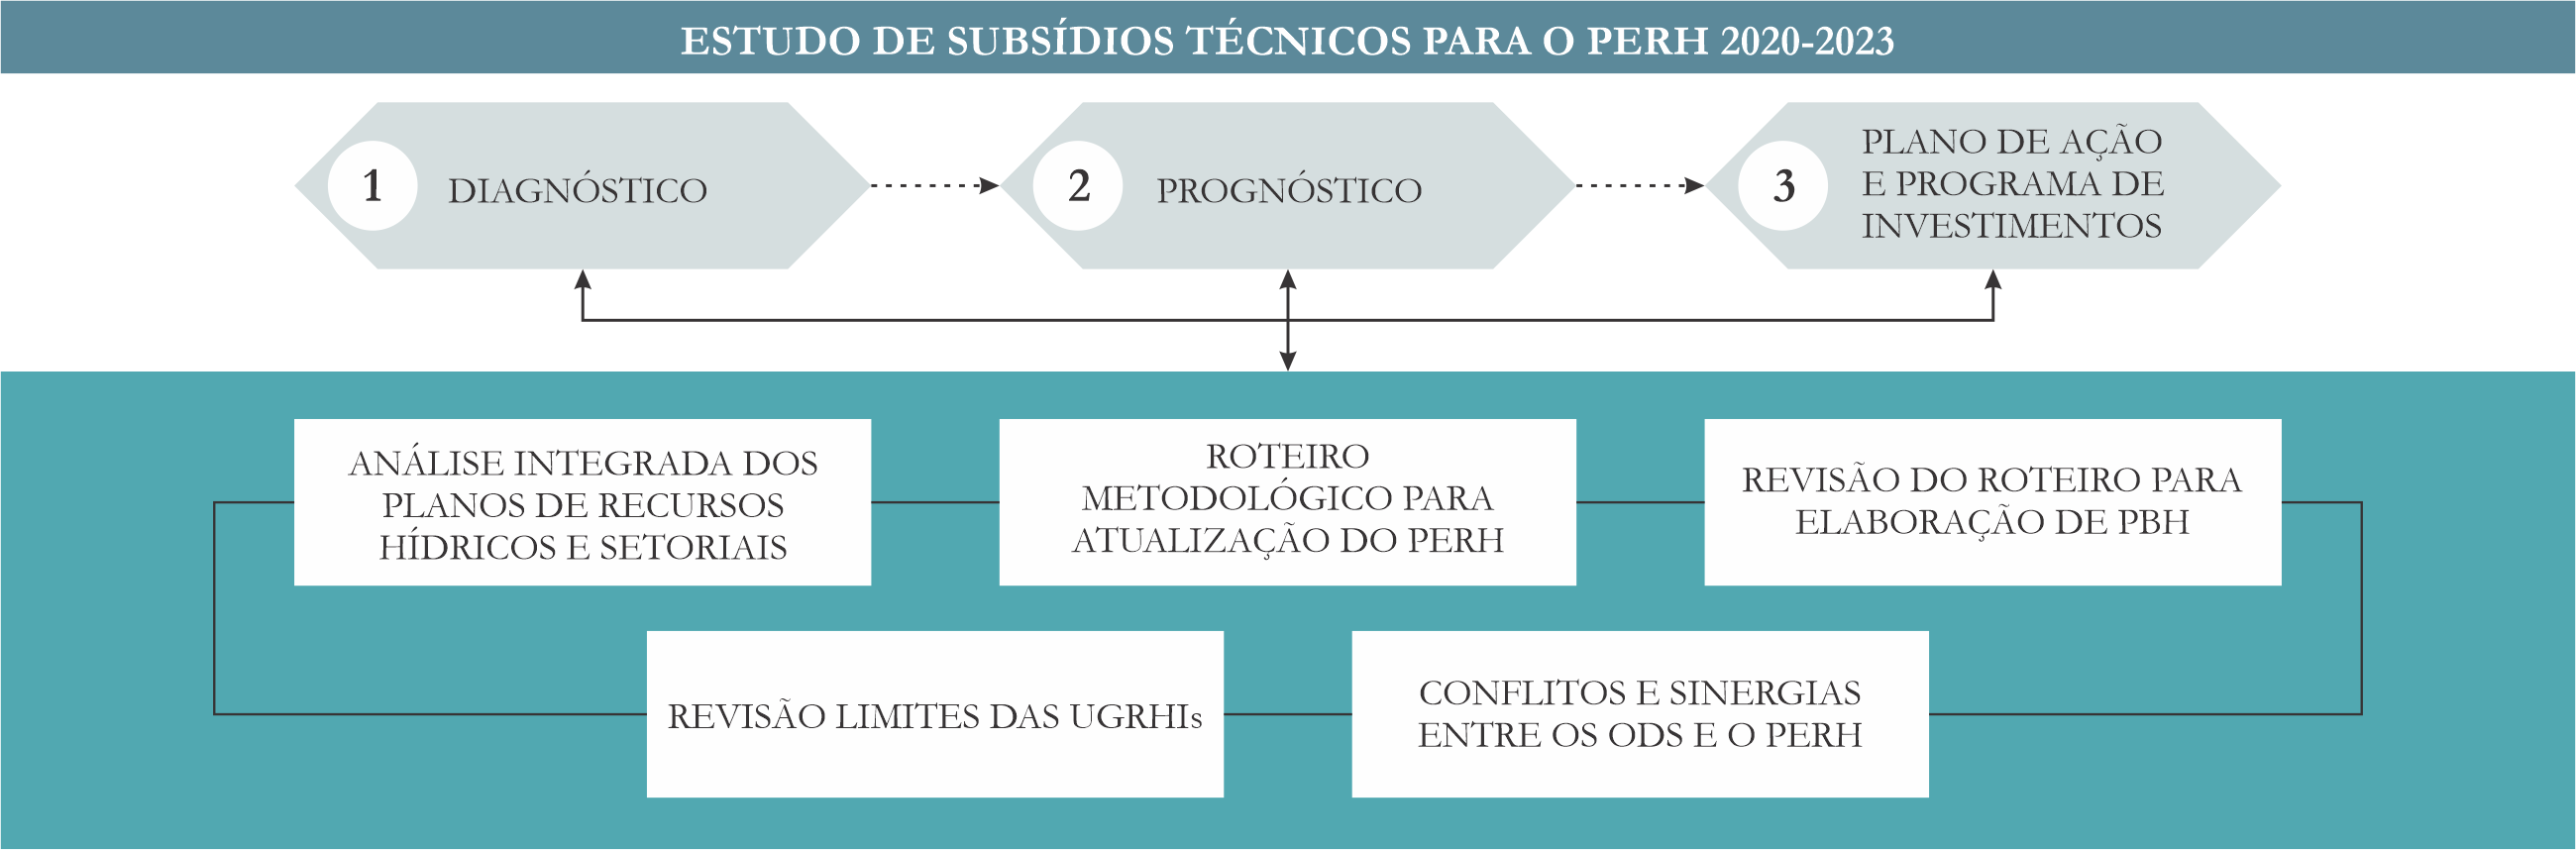 ESTUDO DE SUBSÍDIOS TÉCNICOS PARA O PERH 2020-2023
1
DIAGNÓSTICO
2
PROGNÓSTICO
3
PLANO DE AÇÃO
E PROGRAMA DE
INVESTIMENTOS
ANÁLISE INTEGRADA DOS
PLANOS DE RECURSOS
HÍDRICOS E SETORIAIS
ROTEIRO
METODOLÓGICO PARA
ATUALIZAÇÃO DO PERH
REVISÃO DO ROTEIRO PARA
ELABORAÇÃO DE PBH
REVISÃO LIMITES DAS UGRHIs
CONFLITOS E SINERGIAS
ENTRE OS ODS E O PERH